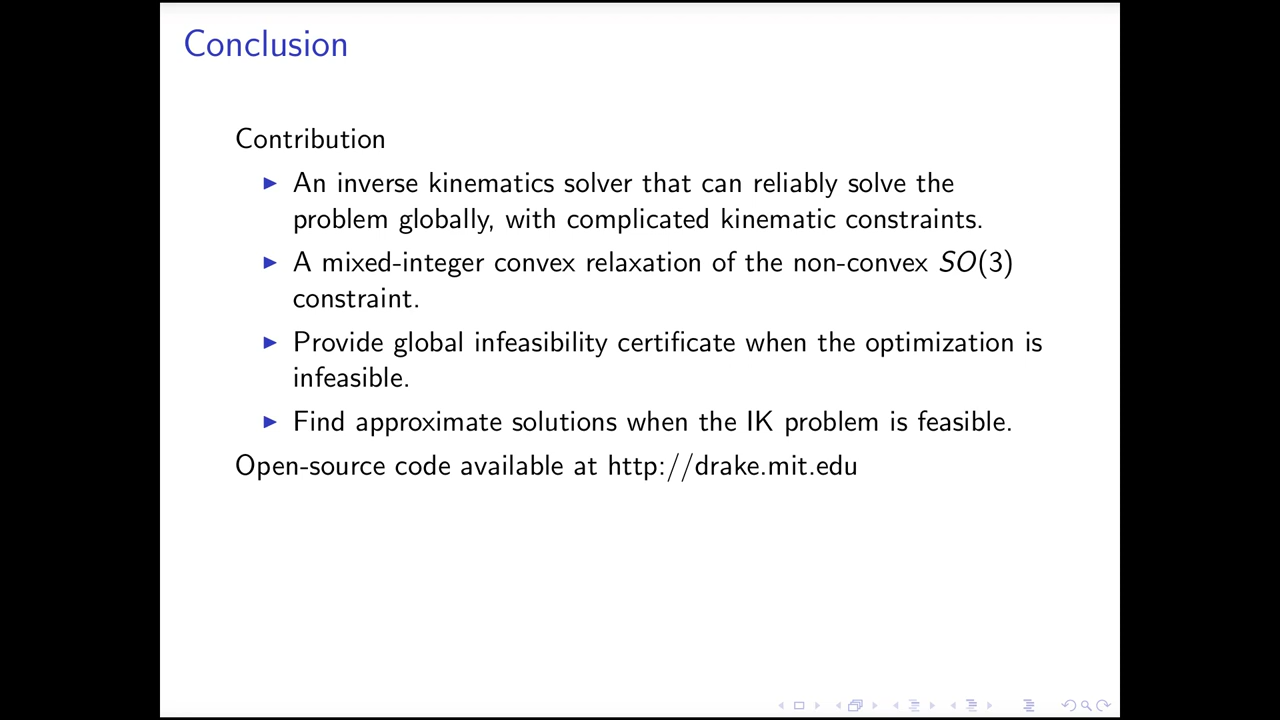 Conclusion
Contribution
An inverse kinematics solver that can reliably solve the
problem globally, with complicated kinematic constraints.
A mixed-integer convex relaxation of the non-convex SO(3)
constraint.
Provide global infeasibility certificate when the optimization is
infeasible.
Find approximate solutions when the IK problem is feasible.
Open-source code available at http://drake.mit.edu